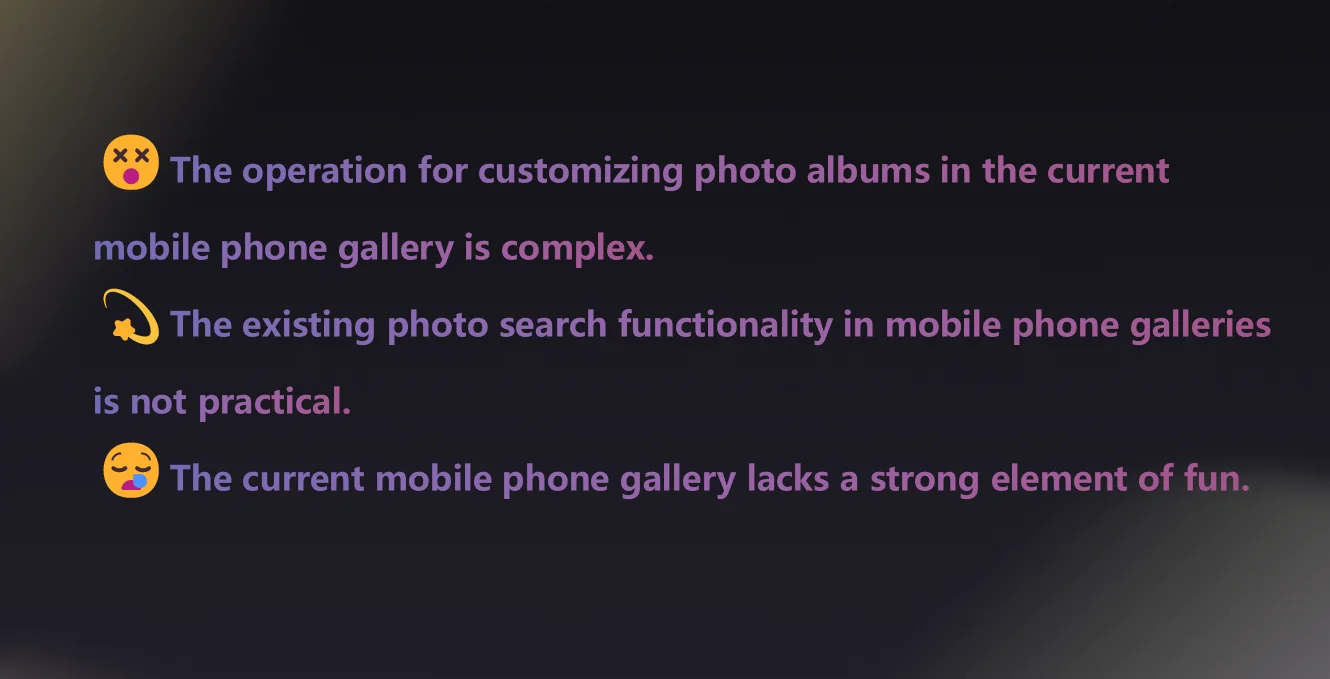 😵 The operation for customizing photo albums in the current
mobile phone gallery is complex.
💫 The existing photo search functionality in mobile phone galleries
is not practical.
😪 The current mobile phone gallery lacks a strong element of fun.